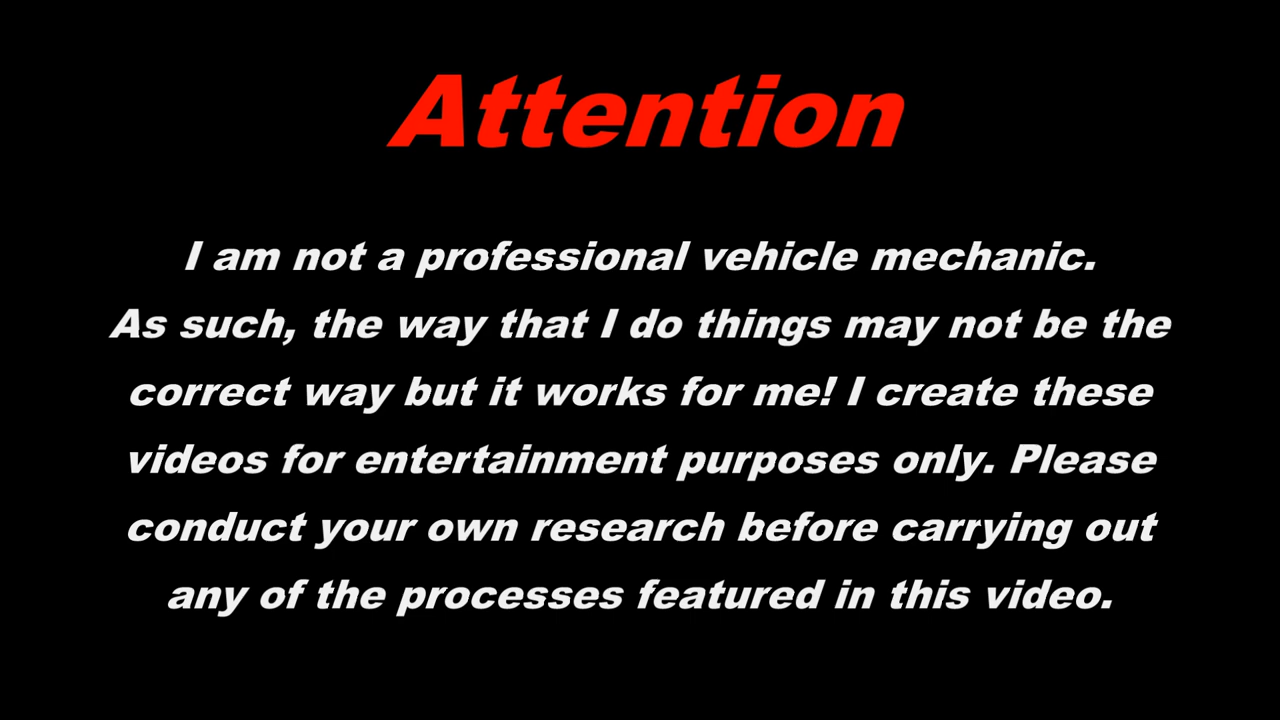 Attention
I am not a professional vehicle mechanic.
As such, the way that I do things may not be the
correct way but it works for me! I create these
videos for entertainment purposes only. Please
conduct your own research before carrying out
any of the processes featured in this video.